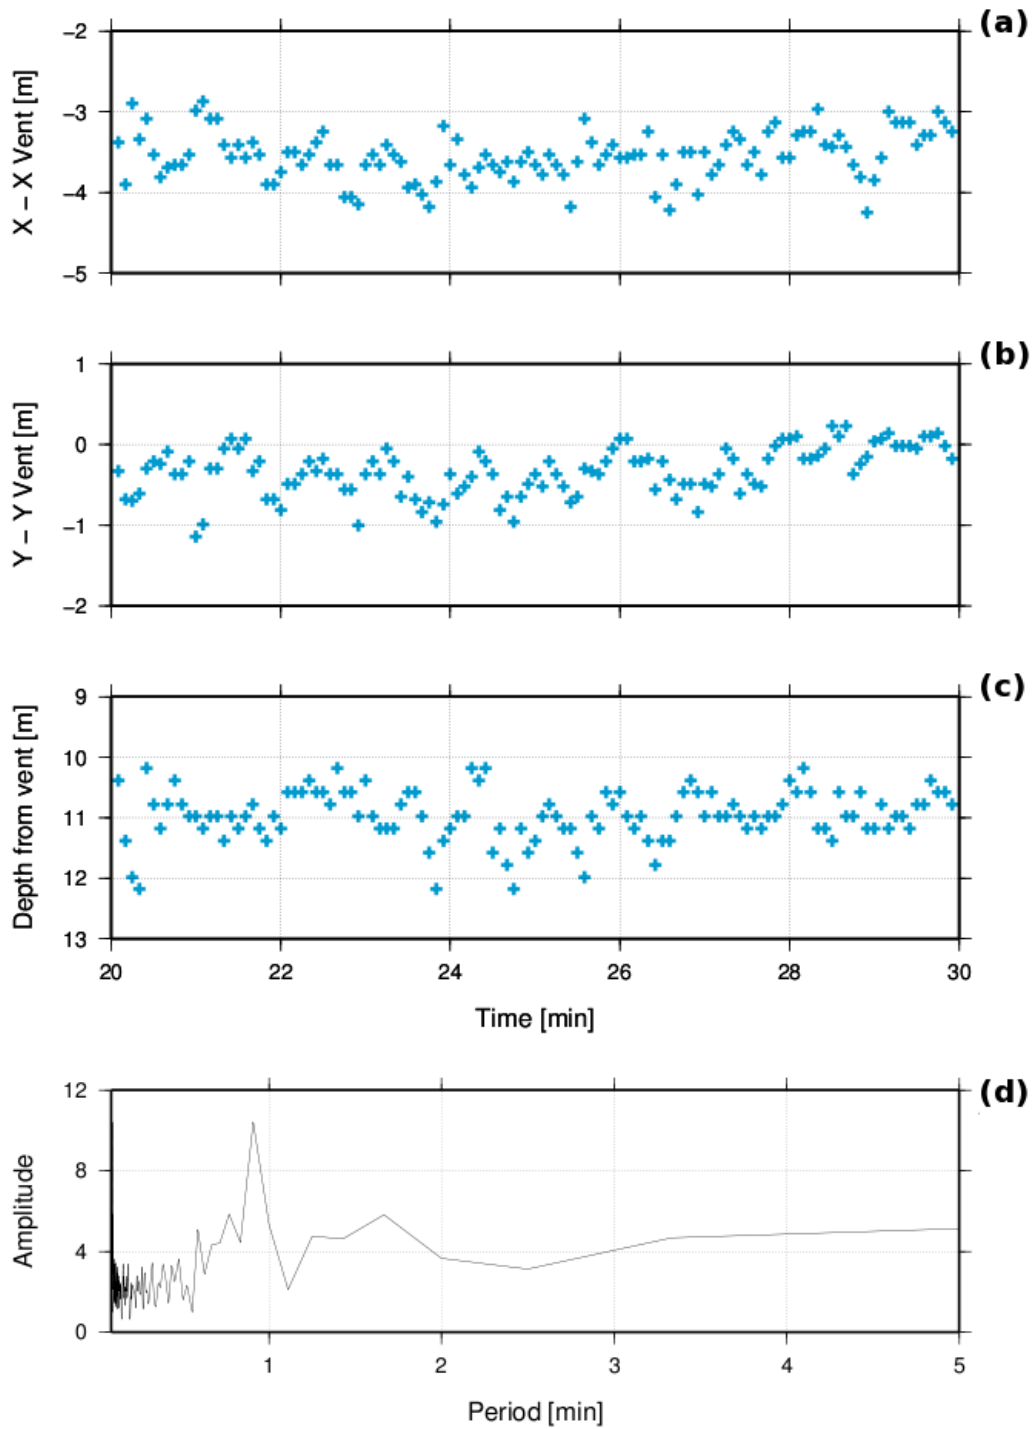 (a)
X − X Vent [m]
−2
−3
−4
−5
(b)
Y − Y Vent [m]
1
0
−1
−2
(c)
Depth from vent [m]
9
10
11
12
13
20 22 24 26 28 30
Time [min]
(d)
Amplitude
12
8
4
0
1 2 3 4 5
Period [min]